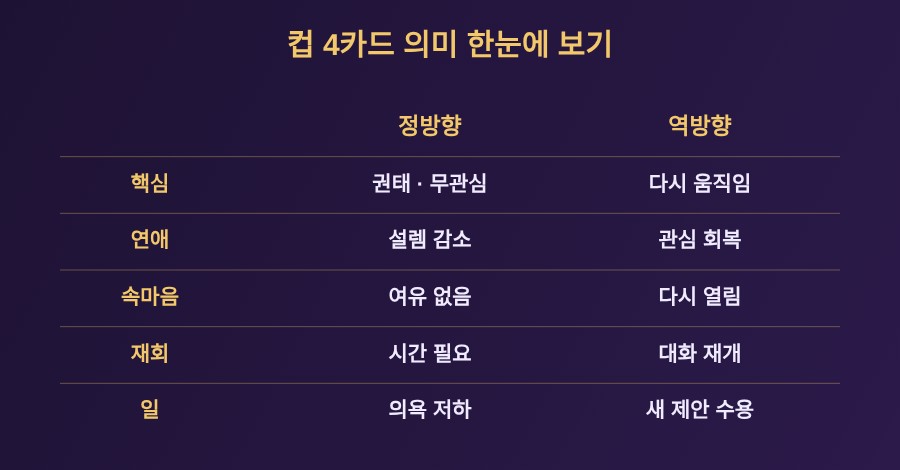 컵 4카드 의미 한눈에 보기
정방향 역방향
핵심 권태 · 무관심 다시 움직임
연애 설렘 감소 관심 회복
속마음 여유 없음 다시 열림
재회 시간 필요 대화 재개
일 의욕 저하 새 제안 수용